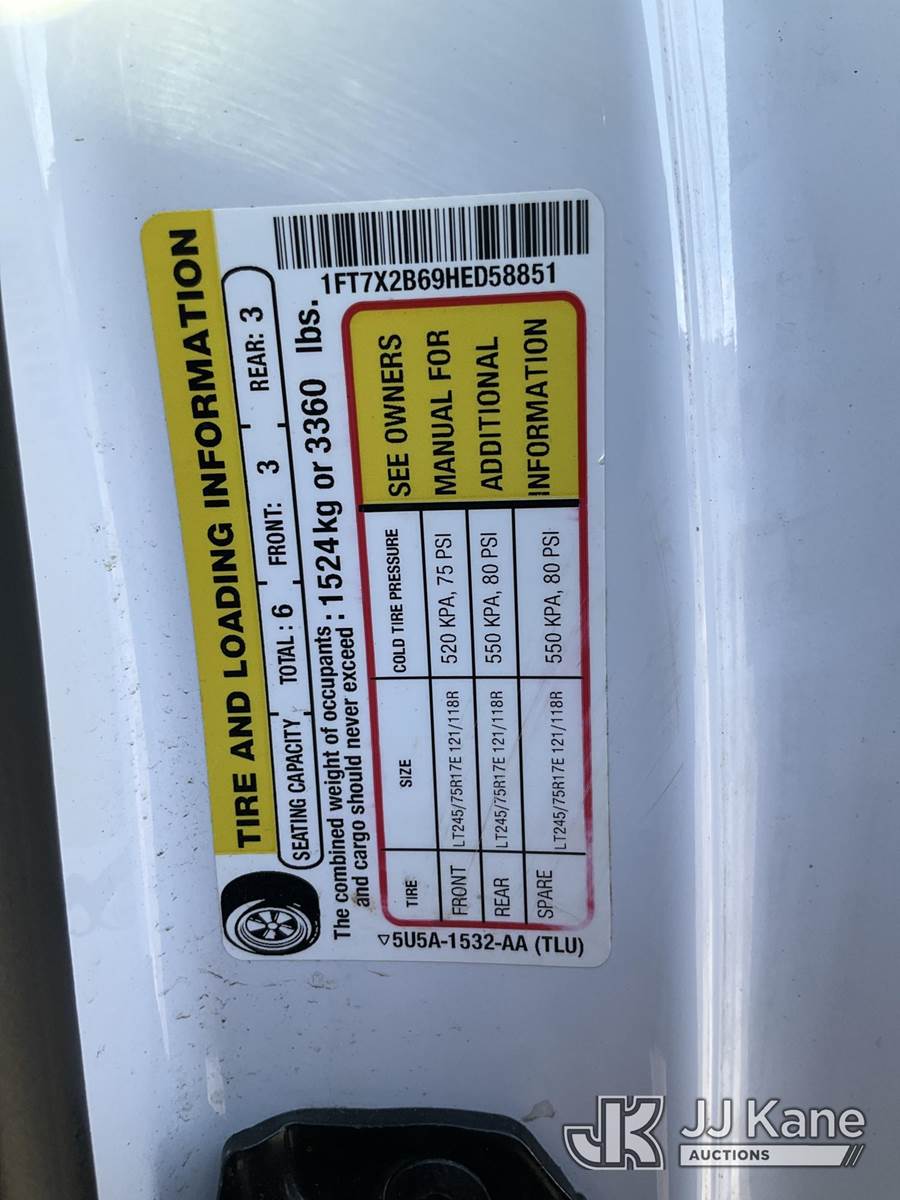 TIRE AND LOADING INFORMATION
SEATING CAPACITY TOTAL : 6 FRONT: 3 REAR: 3
The combined weight of occupants
and cargo should never exceed : 1524 kg or 3360 lbs.
1FT7X2B69HED58851
TIRE SIZE COLD TIRE PRESSURE
FRONT LT245/75R17E 121/118R 520 KPA, 75 PSI
REAR LT245/75R17E 121/118R 550 KPA, 80 PSI
SPARE LT245/75R17E 121/118R 550 KPA, 80 PSI
SEE OWNERS
MANUAL FOR
ADDITIONAL
INFORMATION
▽5U5A-1532-AA (TLU)
JK JJ Kane
AUCTIONS